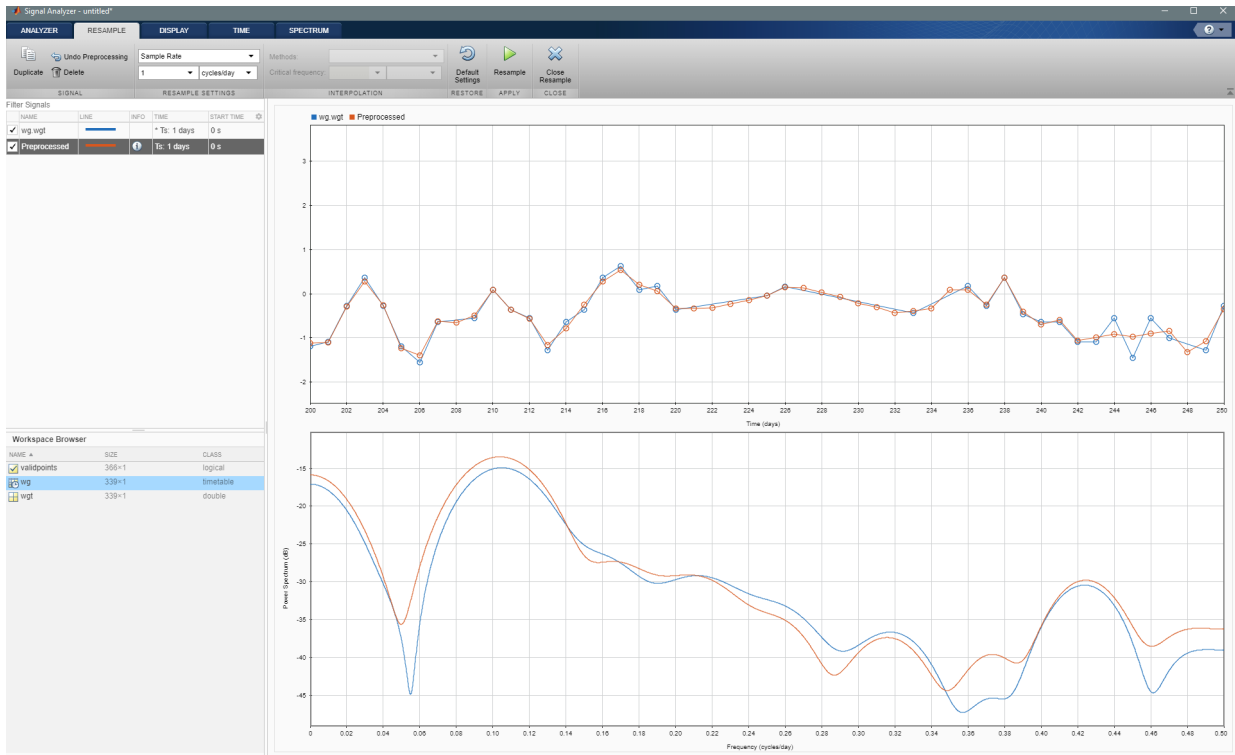 Signal Analyzer - untitled*
ANALYZER RESAMPLE DISPLAY TIME SPECTRUM
Undo Preprocessing Sample Rate Methods:
Duplicate Delete 1 cycles/day Critical frequency: Default Settings Resample Close Resample
SIGNAL RESAMPLE SETTINGS INTERPOLATION RESTORE APPLY CLOSE
Filter Signals
NAME LINE INFO TIME START TIME
wg.wgt * Ts: 1 days 0 s
Preprocessed Ts: 1 days 0 s
wg.wgt Preprocessed
3
2
1
0
-1
-2
200 202 204 206 208 210 212 214 216 218 220 222 224 226 228 230 232 234 236 238 240 242 244 246 248 250
Time (days)
Workspace Browser
NAME SIZE CLASS
validpoints 366×1 logical
wg 339×1 timetable
wgt 339×1 double
Power Spectrum (dB)
-15
-20
-25
-30
-35
-40
-45
0 0.02 0.04 0.06 0.08 0.10 0.12 0.14 0.16 0.18 0.20 0.22 0.24 0.26 0.28 0.30 0.32 0.34 0.36 0.38 0.40 0.42 0.44 0.46 0.48 0.50
Frequency (cycles/day)